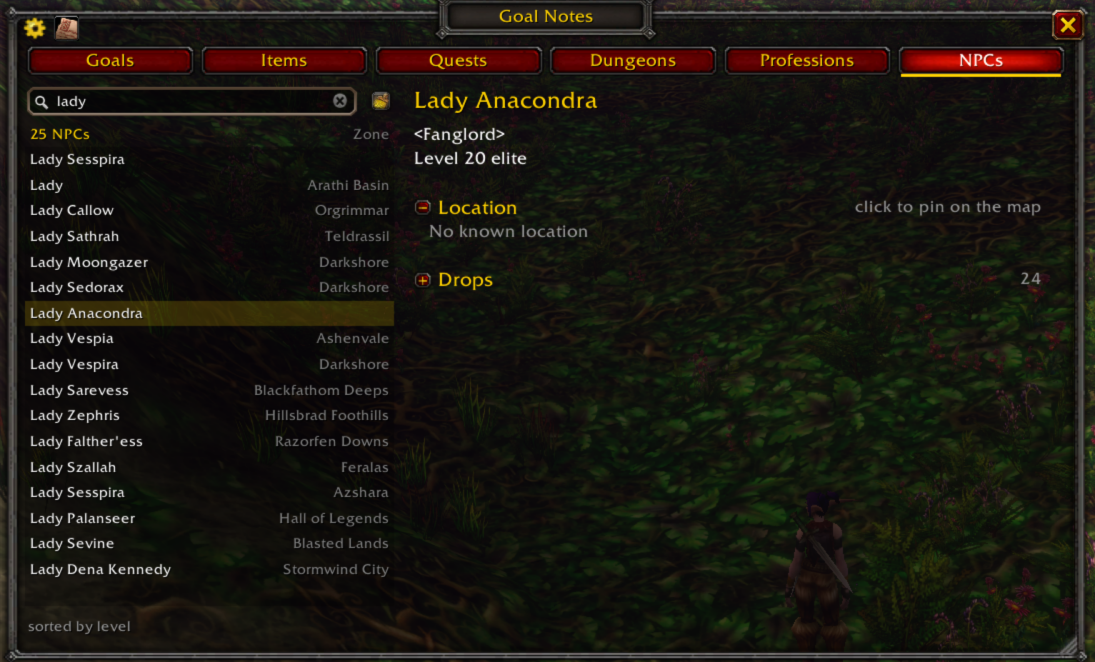 Goal Notes
Goals Items Quests Dungeons Professions NPCs
lady
25 NPCs Zone
Lady Sesspira
Lady Arathi Basin
Lady Callow Orgrimmar
Lady Sathrah Teldrassil
Lady Moongazer Darkshore
Lady Sedorax Darkshore
Lady Anacondra
Lady Vespia Ashenvale
Lady Vespira Darkshore
Lady Sarevess Blackfathom Deeps
Lady Zephris Hillsbrad Foothills
Lady Falther'ess Razorfen Downs
Lady Szallah Feralas
Lady Sesspira Azshara
Lady Palanseer Hall of Legends
Lady Sevine Blasted Lands
Lady Dena Kennedy Stormwind City
sorted by level
Lady Anacondra
<Fanglord>
Level 20 elite
Location click to pin on the map
No known location
Drops 24